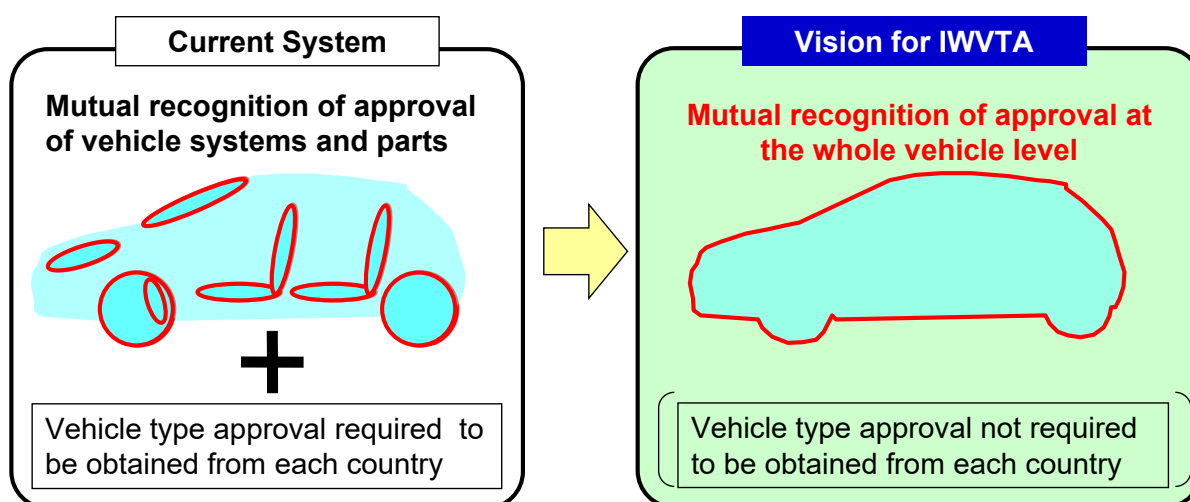 Current System
Mutual recognition of approval
of vehicle systems and parts
Vehicle type approval required to
be obtained from each country
Vision for IWVTA
Mutual recognition of approval at
the whole vehicle level
Vehicle type approval not required
to be obtained from each country